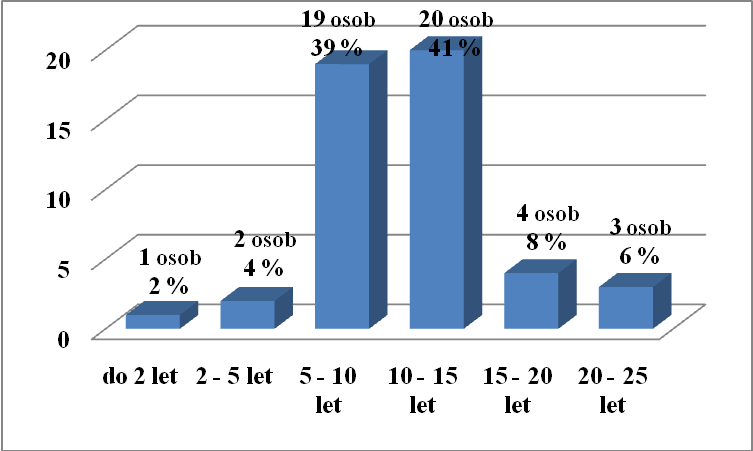 19 osob
39 %
20 osob
41 %
4 osob
8 %
3 osob
6 %
2 osob
4 %
1 osob
2 %
20
15
10
5
0
do 2 let
2 - 5 let
5 - 10
let
10 - 15
let
15 - 20
let
20 - 25
let